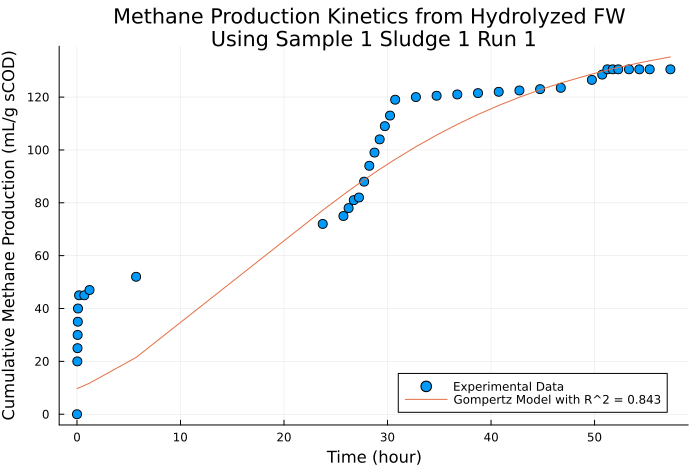 Methane Production Kinetics from Hydrolyzed FW
Using Sample 1 Sludge 1 Run 1
Cumulative Methane Production (mL/g sCOD)
120
100
80
60
40
20
0
0 10 20 30 40 50
Time (hour)
Experimental Data
Gompertz Model with R^2 = 0.843